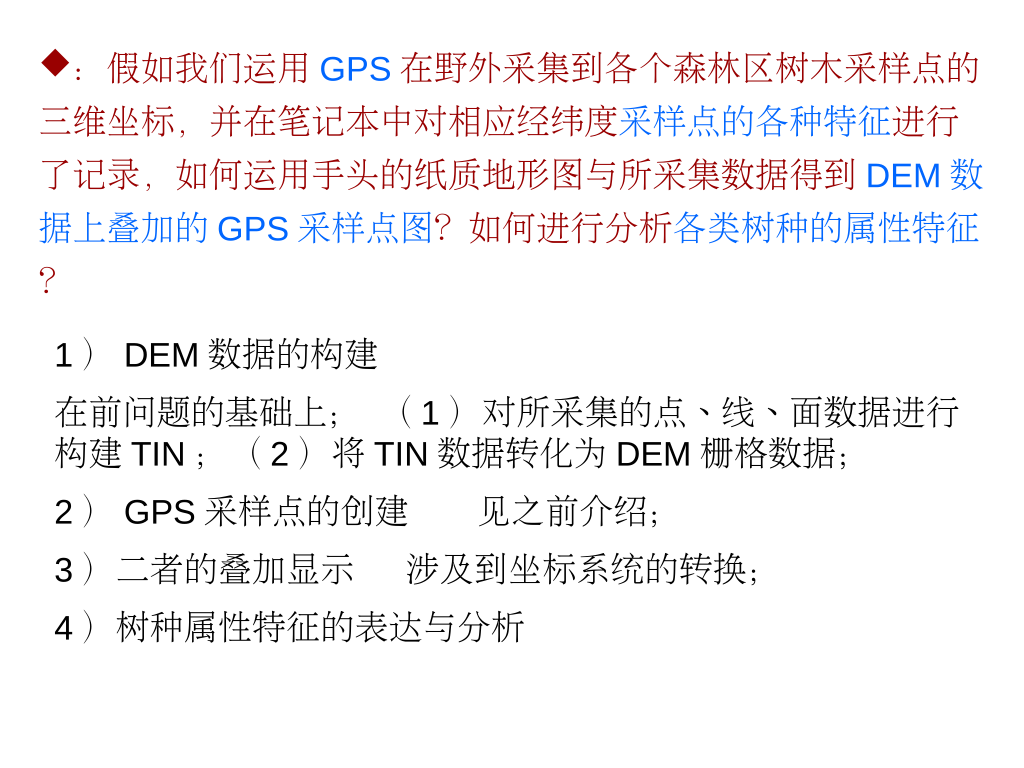 ◆：假如我们运用 GPS 在野外采集到各个森林区树木采样点的
三维坐标，并在笔记本中对相应经纬度采样点的各种特征进行
了记录，如何运用手头的纸质地形图与所采集数据得到 DEM 数
据上叠加的 GPS 采样点图？如何进行分析各类树种的属性特征
？
1） DEM 数据的构建
在前问题的基础上； （1）对所采集的点、线、面数据进行
构建 TIN ；（2）将 TIN 数据转化为 DEM 栅格数据；
2） GPS 采样点的创建 见之前介绍；
3）二者的叠加显示 涉及到坐标系统的转换；
4）树种属性特征的表达与分析